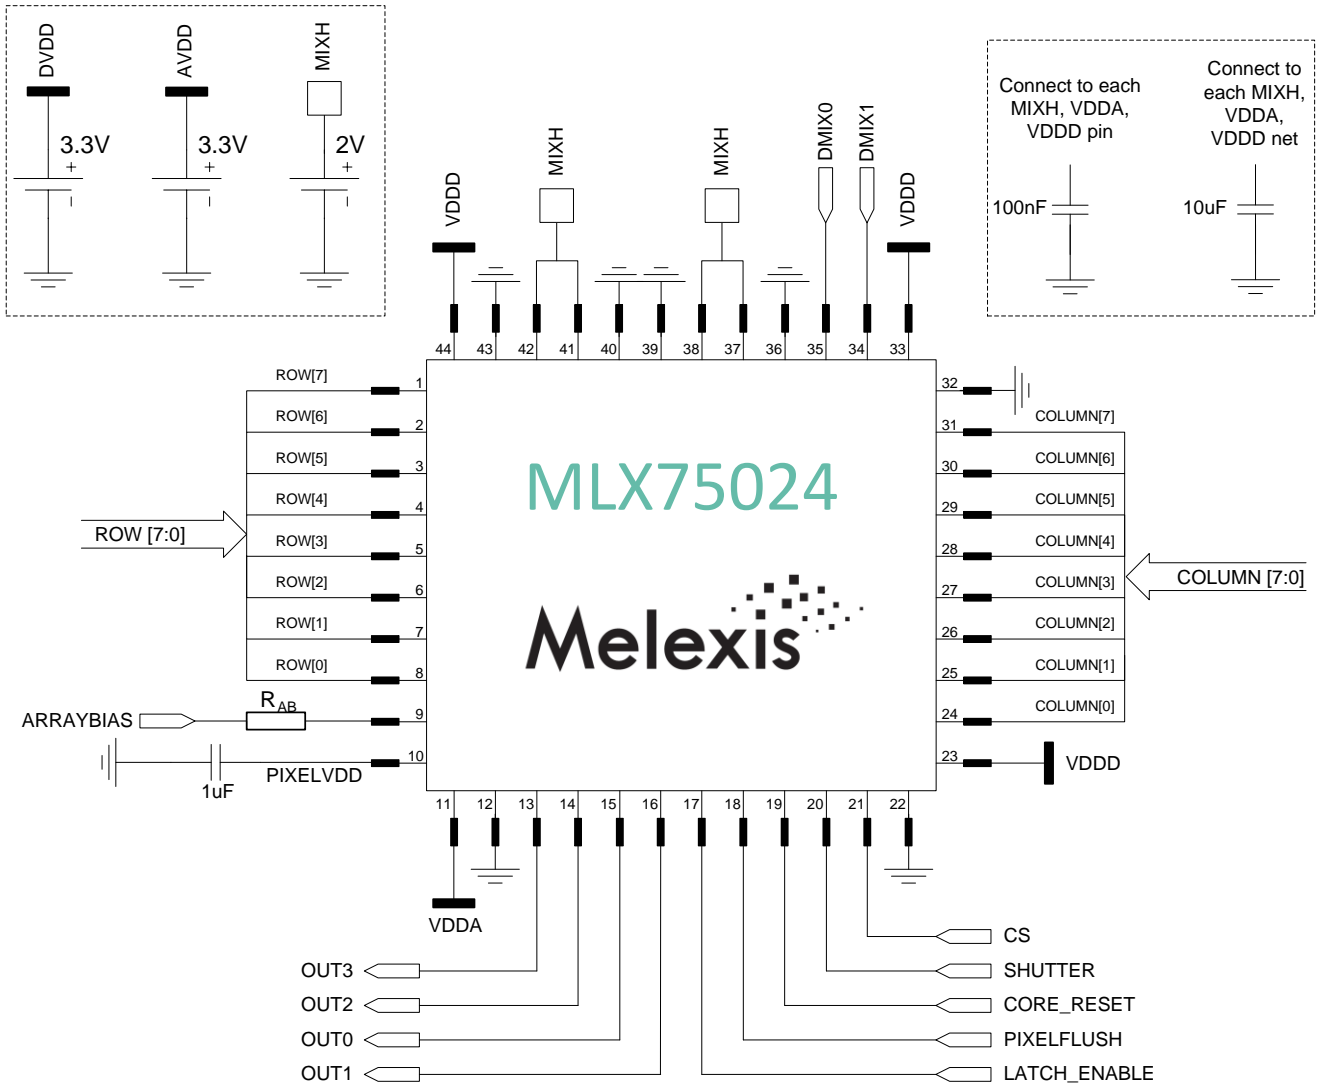 DVDD
AVDD
MIXH
3.3V
+
-
3.3V
+
-
2V
+
-
Connect to each
MIXH, VDDA,
VDDD pin
100nF
Connect to
each MIXH,
VDDA,
VDDD net
10uF
VDDD
MIXH
MIXH
DMIX0
DMIX1
VDDD
44 43 42 41 40 39 38 37 36 35 34 33
ROW[7] 1
ROW[6] 2
ROW[5] 3
ROW[4] 4
ROW[3] 5
ROW[2] 6
ROW[1] 7
ROW[0] 8
ROW [7:0]
ARRAYBIAS
RAB
9
1uF
PIXELVDD
10
MLX75024
Melexis
32
31 COLUMN[7]
30 COLUMN[6]
29 COLUMN[5]
28 COLUMN[4]
27 COLUMN[3]
26 COLUMN[2]
25 COLUMN[1]
24 COLUMN[0]
COLUMN [7:0]
23 VDDD
11 12 13 14 15 16 17 18 19 20 21 22
VDDA
OUT3
OUT2
OUT0
OUT1
CS
SHUTTER
CORE_RESET
PIXELFLUSH
LATCH_ENABLE